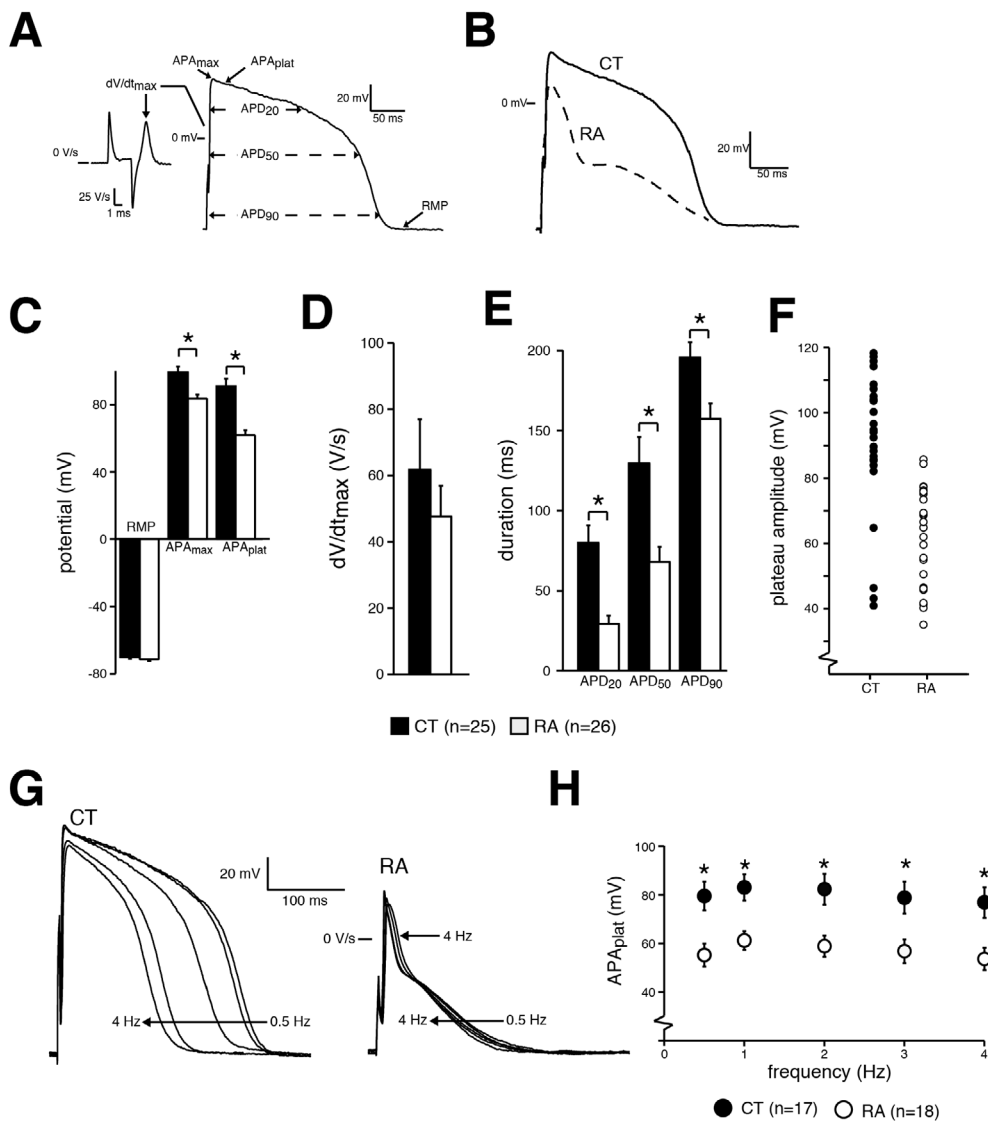 A
APAmax
APAplat
dV/dtmax
20 mV
50 ms
APD20
0 mV
0 V/s
APD50
25 V/s
1 ms
APD90
RMP
B
CT
0 mV
RA
20 mV
50 ms
C
potential (mV)
80
40
0
-40
-80
RMP
APAmax
APAplat
*
*
D
dV/dtmax (V/s)
100
80
60
40
20
0
E
duration (ms)
200
150
100
50
0
*
*
*
APD20
APD50
APD90
F
plateau amplitude (mV)
120
100
80
60
40
CT
RA
CT (n=25)
RA (n=26)
G
CT
20 mV
100 ms
4 Hz
0.5 Hz
RA
0 V/s
4 Hz
4 Hz
0.5 Hz
H
APAplat (mV)
100
80
60
40
*
*
*
*
*
0
1
2
3
4
frequency (Hz)
CT (n=17)
RA (n=18)